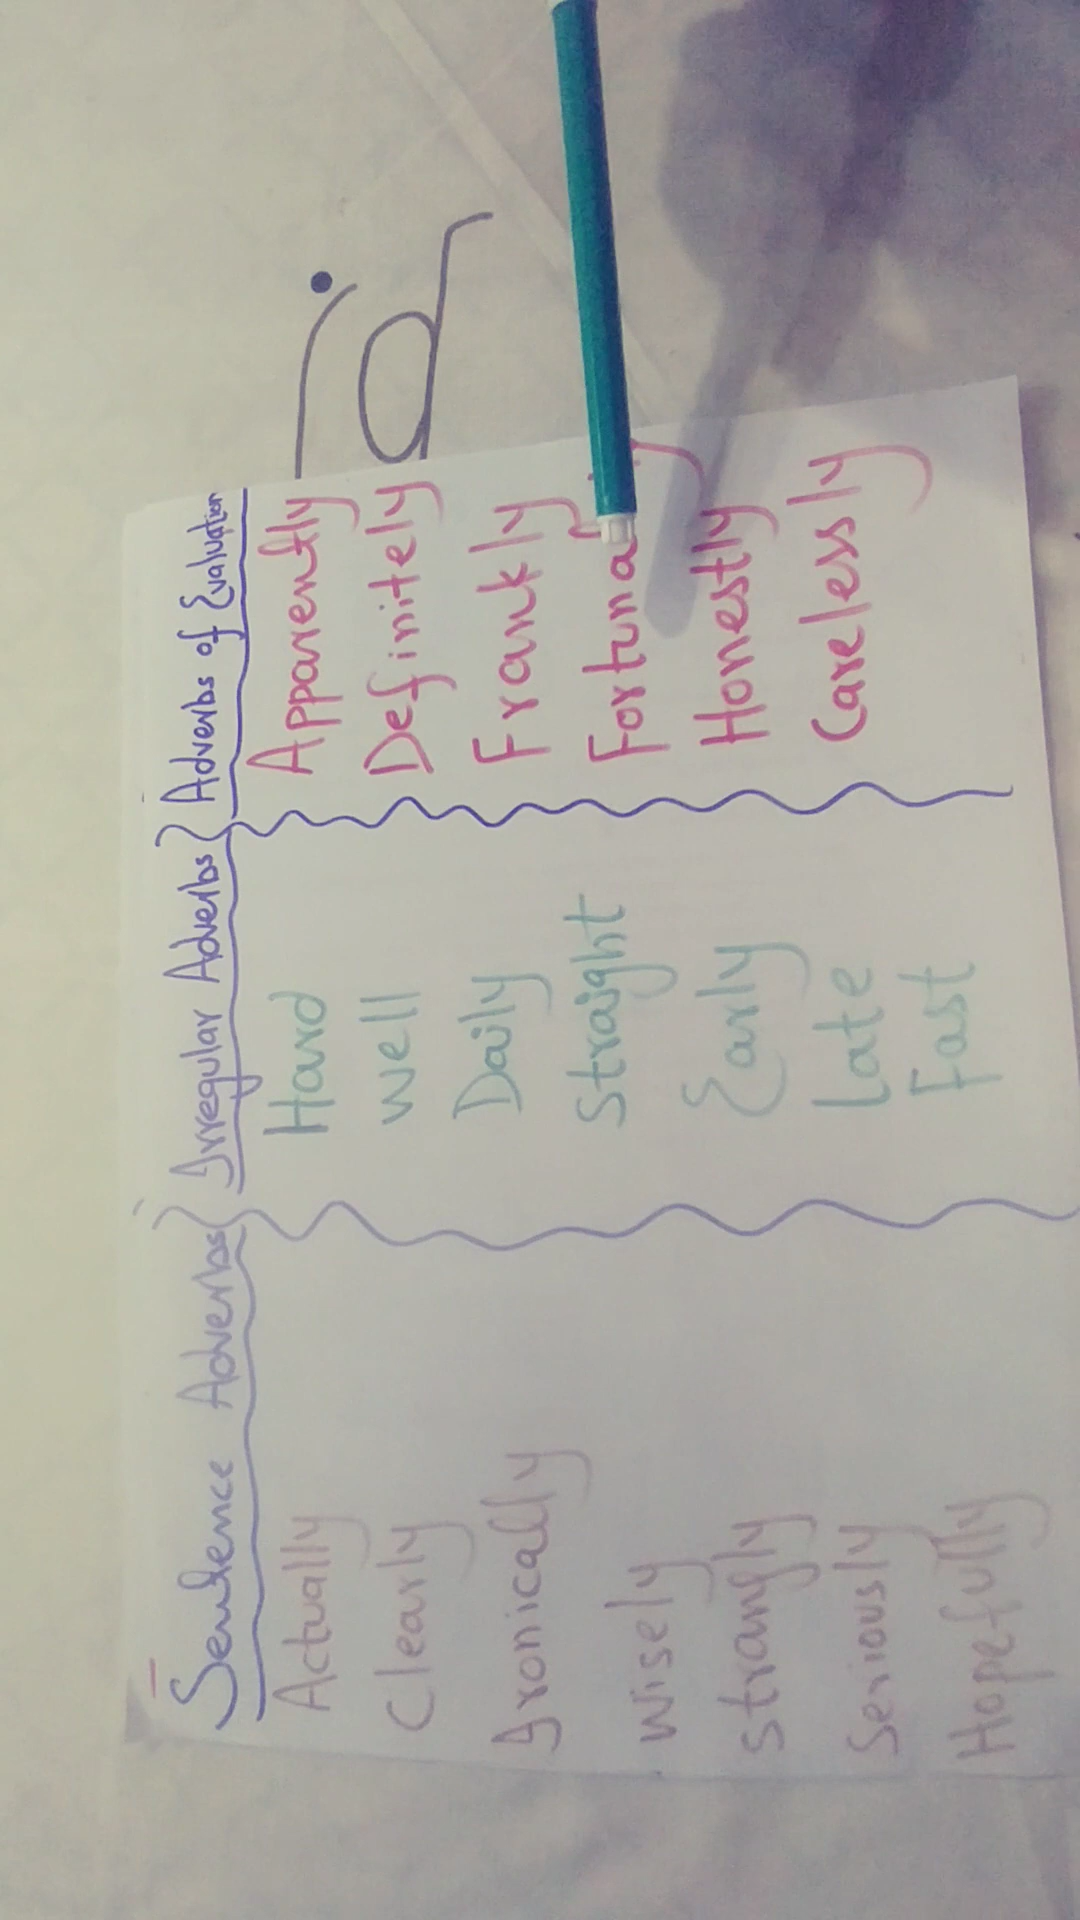 Sentence Adverbs
Actually
Clearly
Ironically
wisely
strangly
Seriously
Hopefully
Irregular Adverbs
Hard
well
Daily
straight
Early
Late
Fast
Adverbs of Evaluation
Apparently
Definitely
Frankly
Honestly
Carelessly